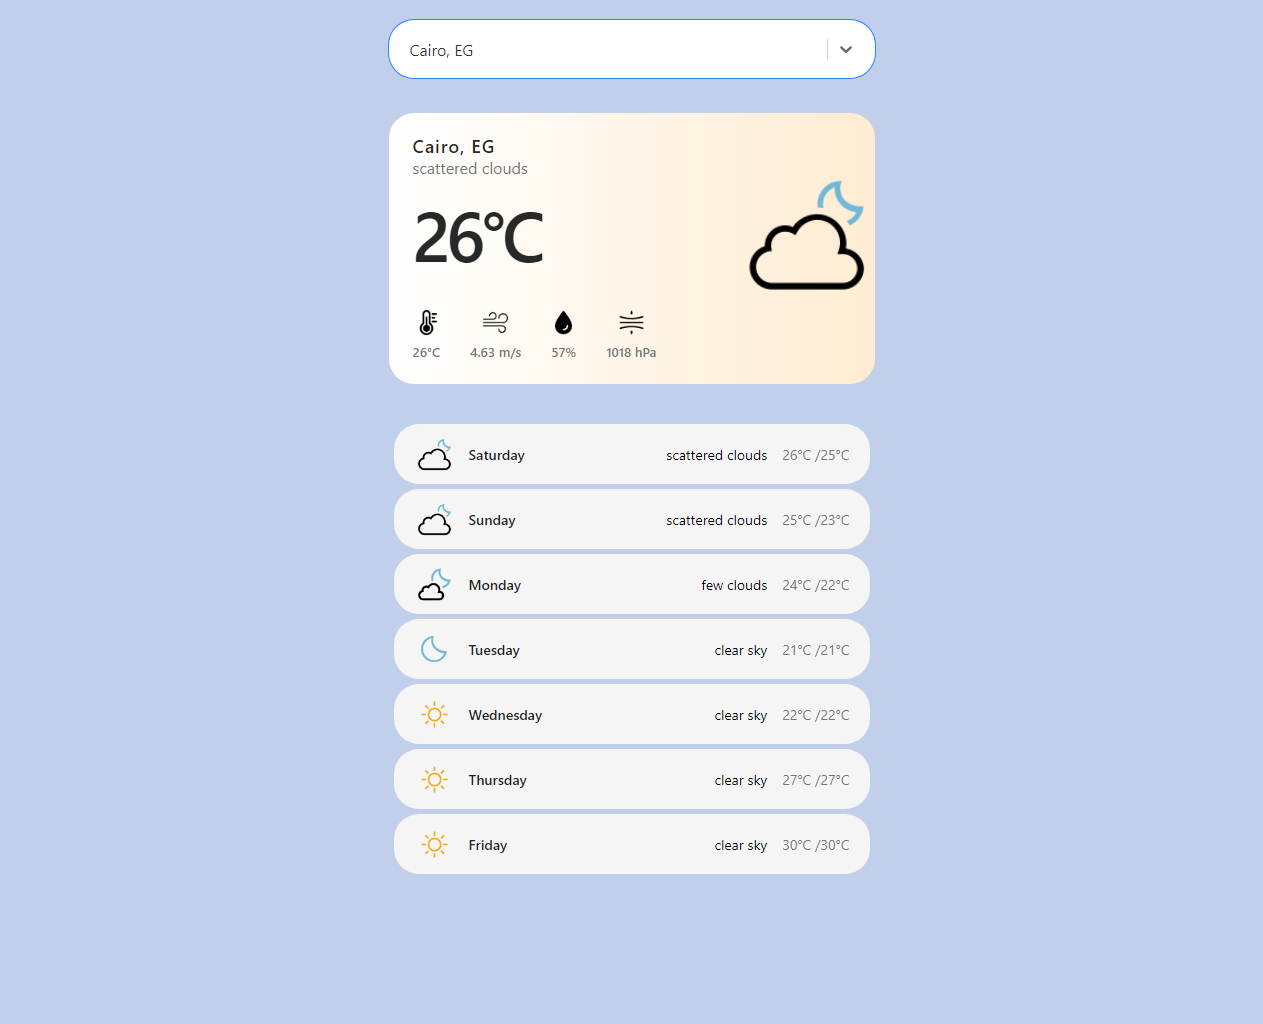 Cairo, EG
Cairo, EG
scattered clouds
26°C
26°C 4.63 m/s 57% 1018 hPa
Saturday scattered clouds 26°C /25°C
Sunday scattered clouds 25°C /23°C
Monday few clouds 24°C /22°C
Tuesday clear sky 21°C /21°C
Wednesday clear sky 22°C /22°C
Thursday clear sky 27°C /27°C
Friday clear sky 30°C /30°C